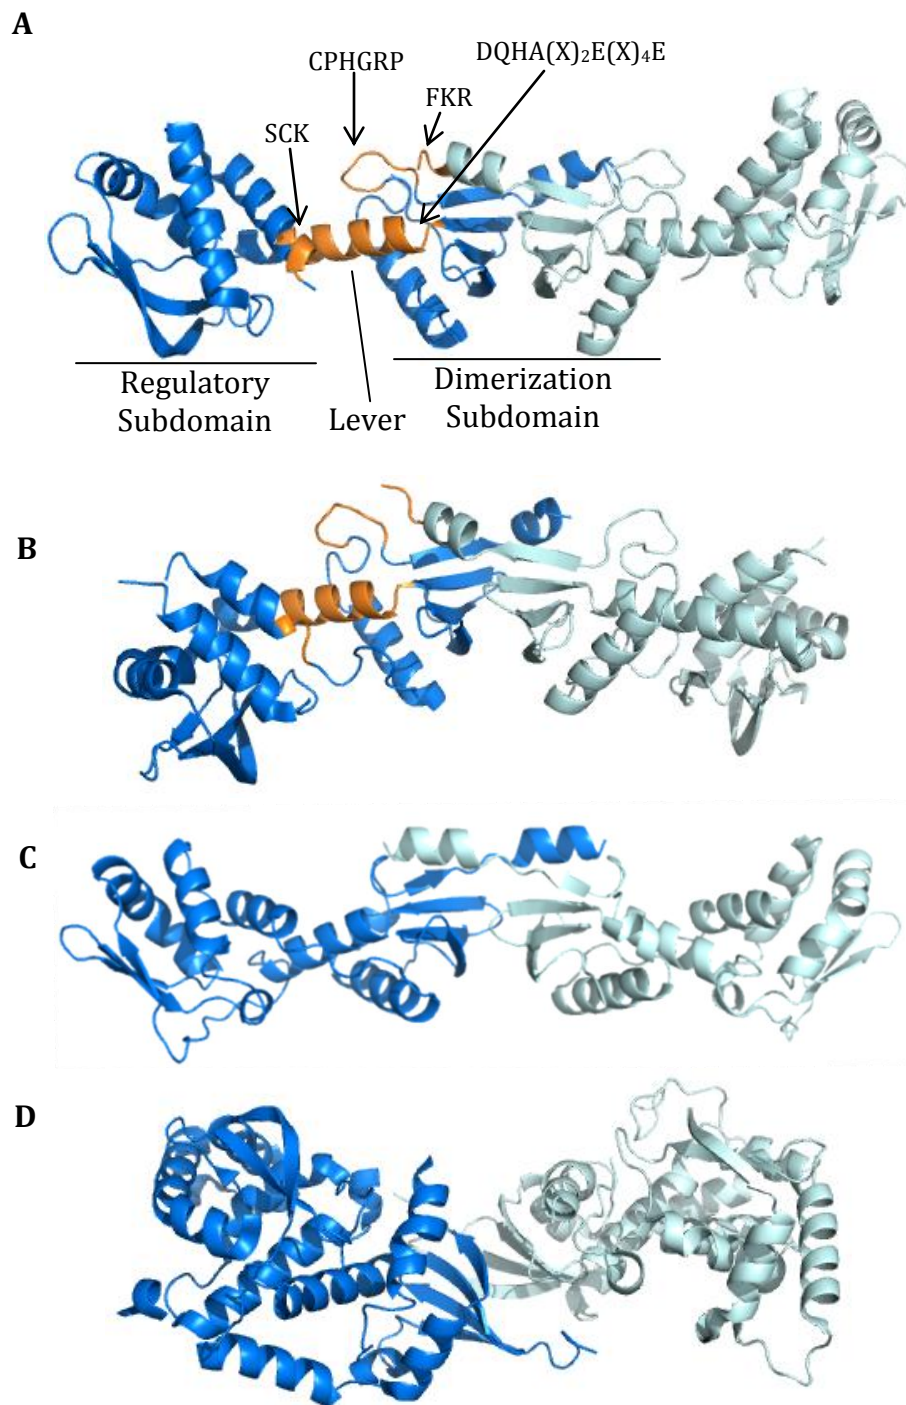 A
CPHGRP
DQHA(X)₂E(X)₄E
FKR
SCK
Regulatory
Subdomain
Lever
Dimerization
Subdomain
B
C
D